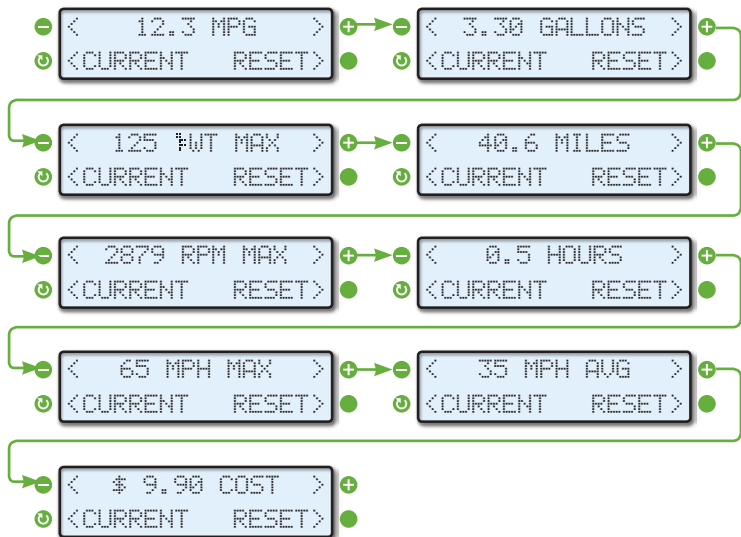 < 12.3 MPG >
<CURRENT RESET>
< 3.30 GALLONS >
<CURRENT RESET>
< 125 °WT MAX >
<CURRENT RESET>
< 40.6 MILES >
<CURRENT RESET>
< 2879 RPM MAX >
<CURRENT RESET>
< 0.5 HOURS >
<CURRENT RESET>
< 65 MPH MAX >
<CURRENT RESET>
< 35 MPH AVG >
<CURRENT RESET>
< $ 9.90 COST >
<CURRENT RESET>